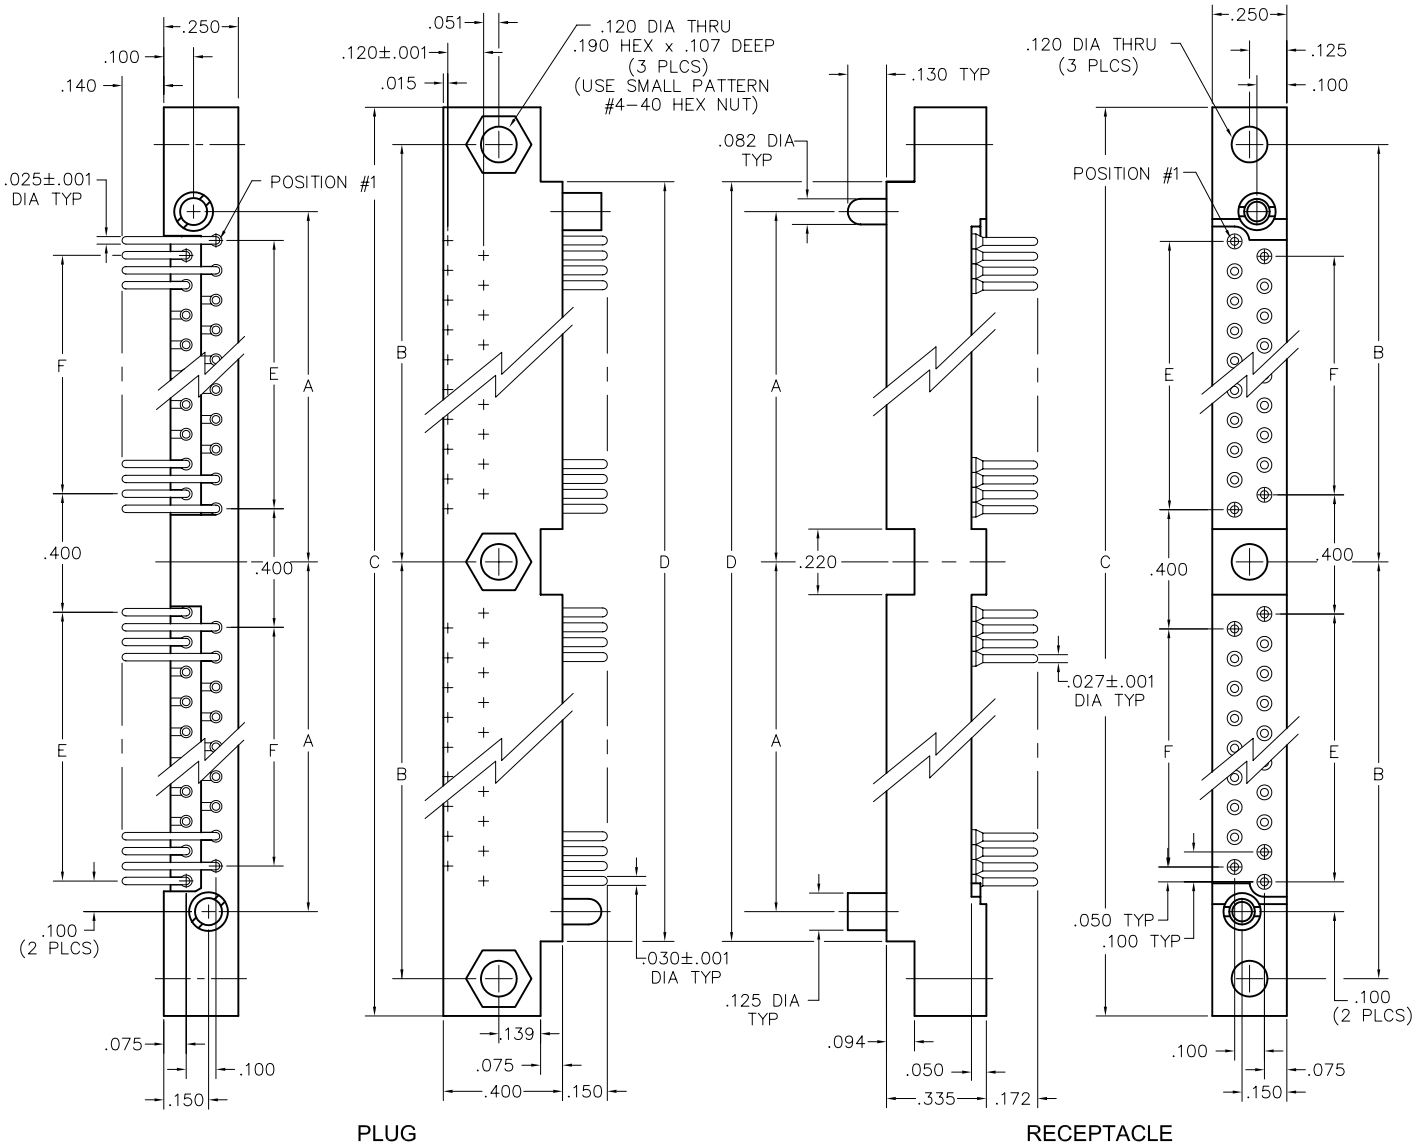 .250
.100
.140
.025±.001
DIA TYP
POSITION #1
F
E
A
.400
.400
E
F
A
.100
(2 PLCS)
.075
.100
.150
.051
.120±.001
.015
.120 DIA THRU
.190 HEX x .107 DEEP
(3 PLCS)
(USE SMALL PATTERN
#4-40 HEX NUT)
B
C
D
B
.030±.001
DIA TYP
.139
.075
.400
.150
PLUG
.130 TYP
.082 DIA
TYP
A
D
.220
A
.027±.001
DIA TYP
.125 DIA
TYP
.094
.050
.335
.172
.250
.125
.100
.120 DIA THRU
(3 PLCS)
POSITION #1
E
F
B
C
.400
.400
F
E
B
.050 TYP
.100 TYP
.100
(2 PLCS)
.100
.075
.150
RECEPTACLE